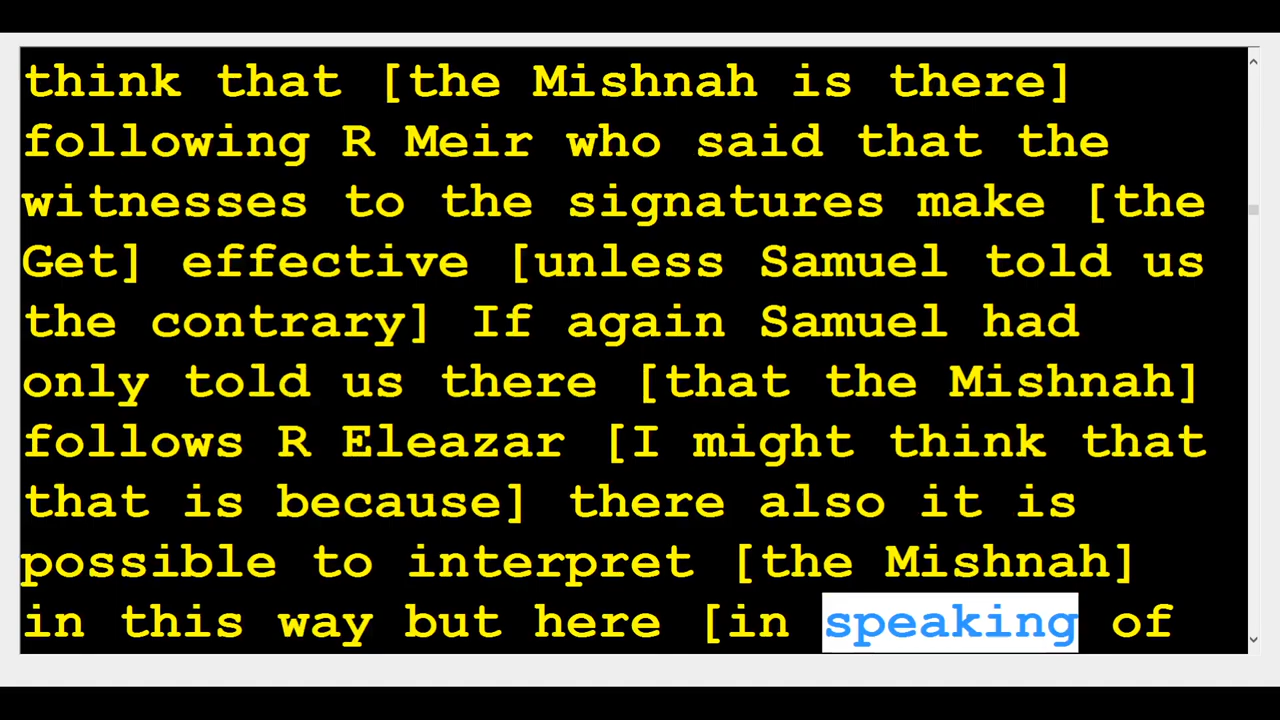 think that [the Mishnah is there]
following R Meir who said that the
witnesses to the signatures make [the
Get] effective [unless Samuel told us
the contrary] If again Samuel had
only told us there [that the Mishnah]
follows R Eleazar [I might think that
that is because] there also it is
possible to interpret [the Mishnah]
in this way but here [in speaking of